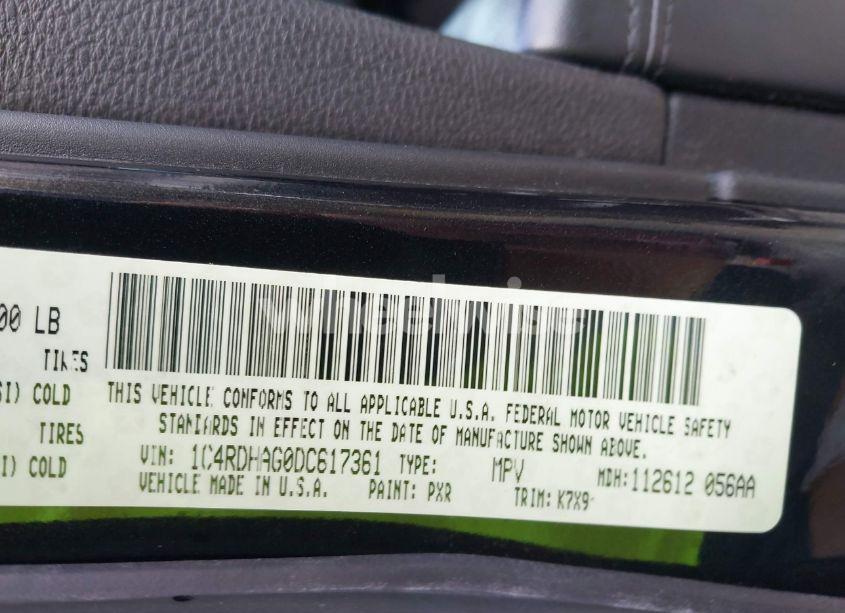 00 LB
TIRES
SI) COLD
TIRES
I) COLD
wheelwise
THIS VEHICLE CONFORMS TO ALL APPLICABLE U.S.A. FEDERAL MOTOR VEHICLE SAFETY
STANDARDS IN EFFECT ON THE DATE OF MANUFACTURE SHOWN ABOVE.
VIN: 1C4RDHAG0DC617361 TYPE: MPV MDH:112612 056AA
VEHICLE MADE IN U.S.A. PAINT: PXR TRIM: K7X9